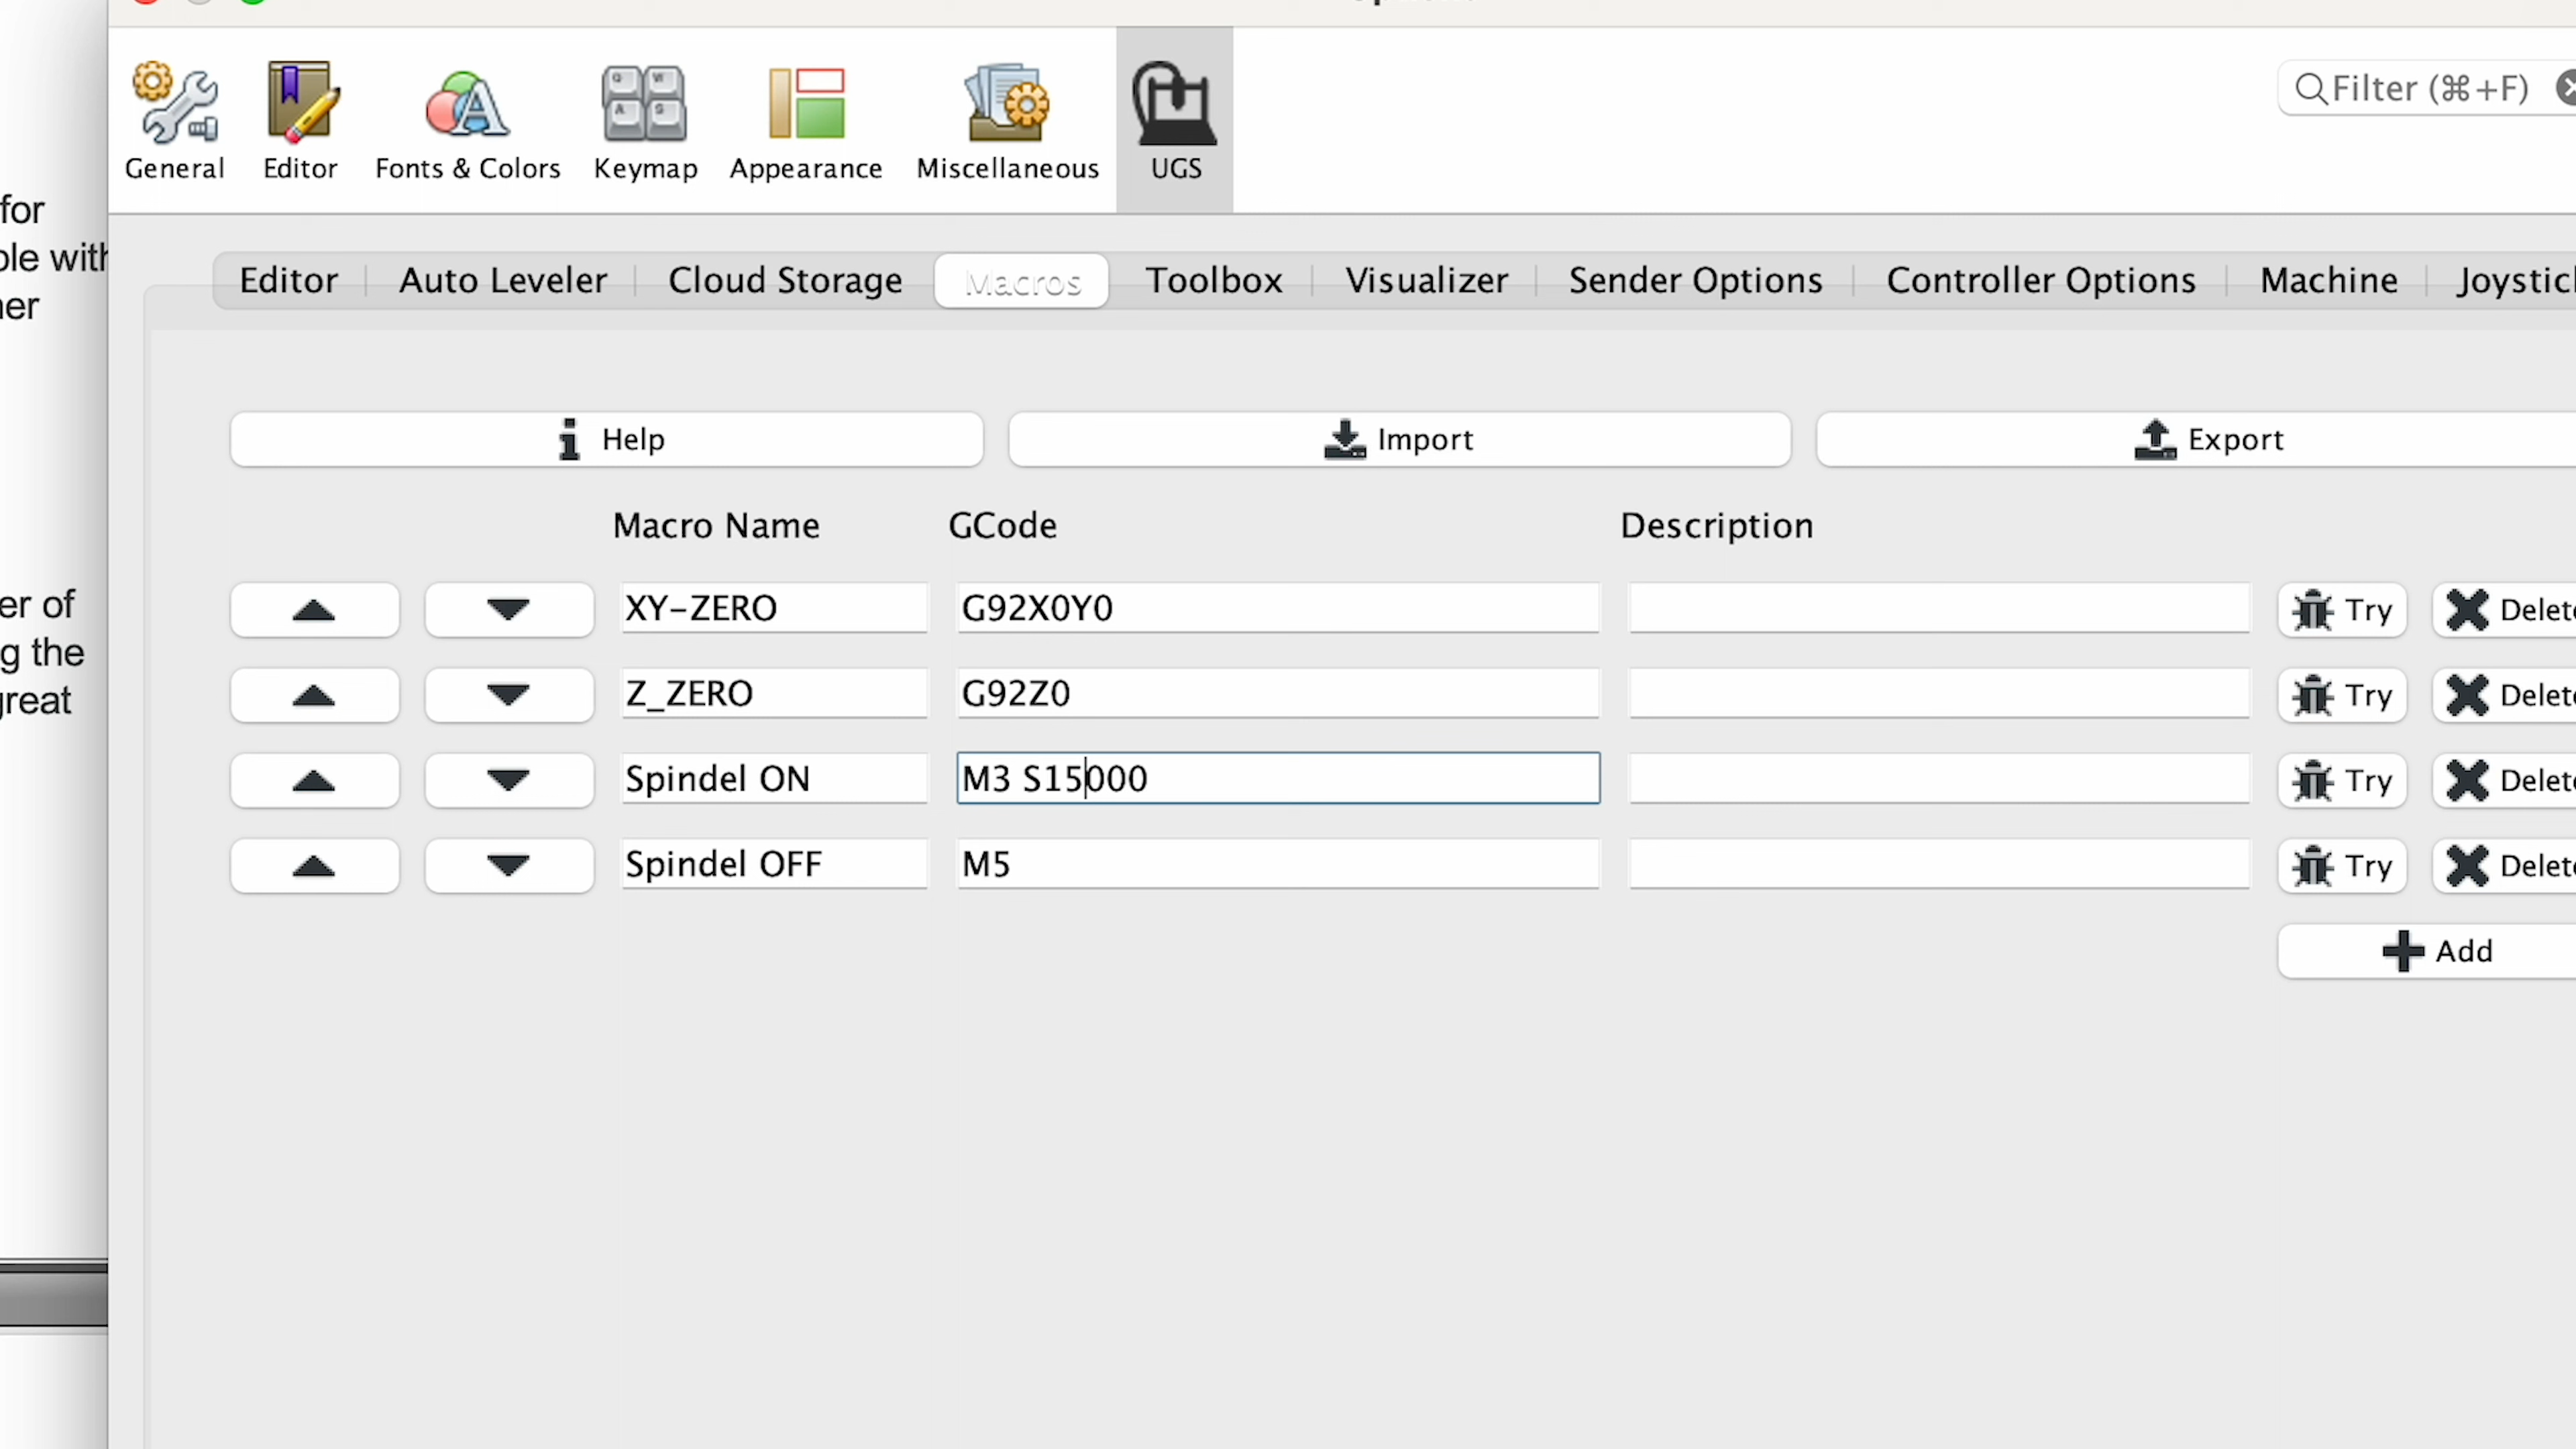 General Editor Fonts & Colors Keymap Appearance Miscellaneous UGS
Filter (⌘+F)
for
ner
er of
g the
great
Editor Auto Leveler Cloud Storage Macros Toolbox Visualizer Sender Options Controller Options Machine
Help Import Export
Macro Name GCode Description
XY-ZERO G92X0Y0 Try
Z_ZERO G92Z0 Try
Spindel ON M3 S15000 Try
Spindel OFF M5 Try
Add